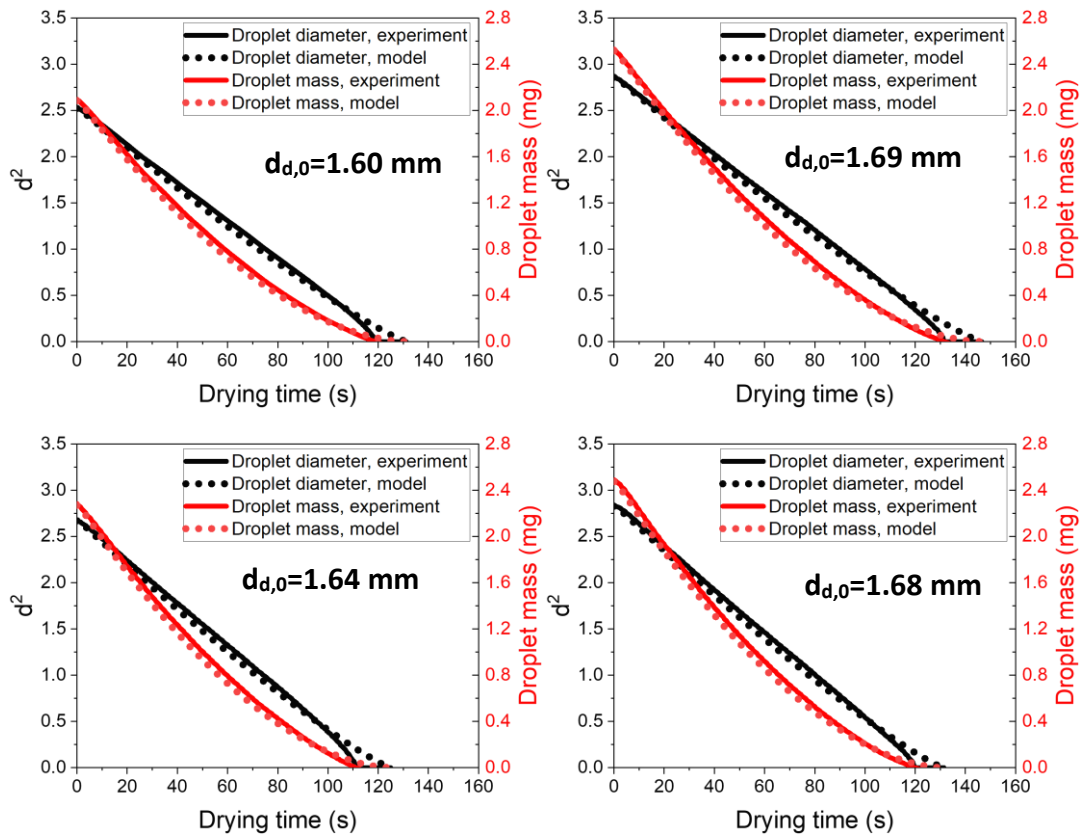 3.5
3.0
2.5
2.0
1.5
1.0
0.5
0.0
d²
0 20 40 60 80 100 120 140 160
Drying time (s)
2.8
2.4
2.0
1.6
1.2
0.8
0.4
0.0
Droplet mass (mg)
Droplet diameter, experiment
Droplet diameter, model
Droplet mass, experiment
Droplet mass, model
d_d,0=1.60 mm
3.5
3.0
2.5
2.0
1.5
1.0
0.5
0.0
d²
0 20 40 60 80 100 120 140 160
Drying time (s)
2.8
2.4
2.0
1.6
1.2
0.8
0.4
0.0
Droplet mass (mg)
Droplet diameter, experiment
Droplet diameter, model
Droplet mass, experiment
Droplet mass, model
d_d,0=1.69 mm
3.5
3.0
2.5
2.0
1.5
1.0
0.5
0.0
d²
0 20 40 60 80 100 120 140 160
Drying time (s)
2.8
2.4
2.0
1.6
1.2
0.8
0.4
0.0
Droplet mass (mg)
Droplet diameter, experiment
Droplet diameter, model
Droplet mass, experiment
Droplet mass, model
d_d,0=1.64 mm
3.5
3.0
2.5
2.0
1.5
1.0
0.5
0.0
d²
0 20 40 60 80 100 120 140 160
Drying time (s)
2.8
2.4
2.0
1.6
1.2
0.8
0.4
0.0
Droplet mass (mg)
Droplet diameter, experiment
Droplet diameter, model
Droplet mass, experiment
Droplet mass, model
d_d,0=1.68 mm